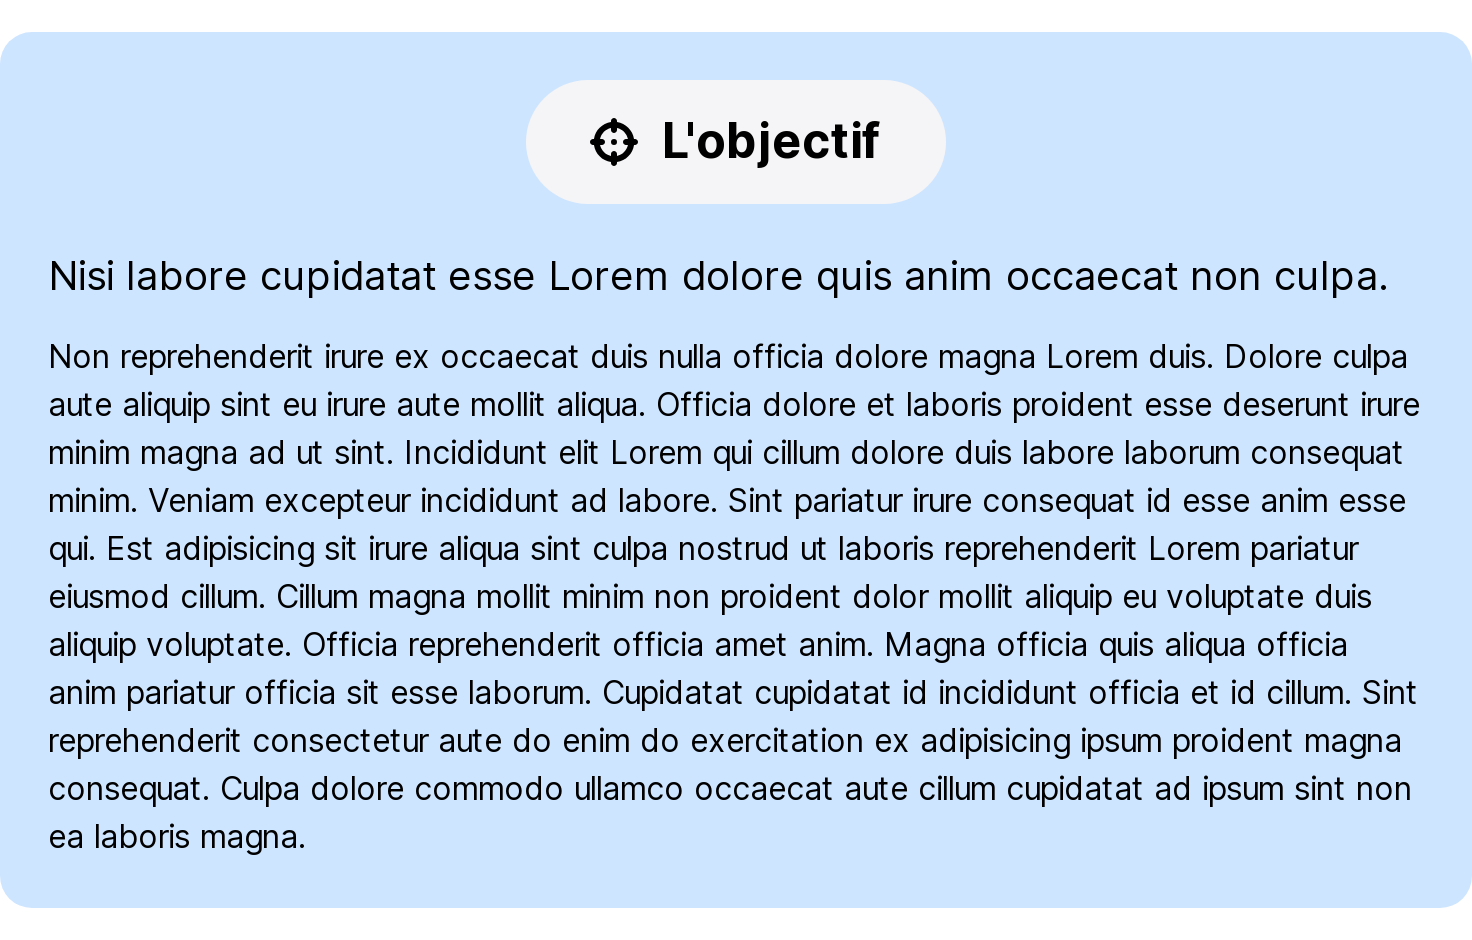 L'objectif
Nisi labore cupidatat esse Lorem dolore quis anim occaecat non culpa.
Non reprehenderit irure ex occaecat duis nulla officia dolore magna Lorem duis. Dolore culpa
aute aliquip sint eu irure aute mollit aliqua. Officia dolore et laboris proident esse deserunt irure
minim magna ad ut sint. Incididunt elit Lorem qui cillum dolore duis labore laborum consequat
minim. Veniam excepteur incididunt ad labore. Sint pariatur irure consequat id esse anim esse
qui. Est adipisicing sit irure aliqua sint culpa nostrud ut laboris reprehenderit Lorem pariatur
eiusmod cillum. Cillum magna mollit minim non proident dolor mollit aliquip eu voluptate duis
aliquip voluptate. Officia reprehenderit officia amet anim. Magna officia quis aliqua officia
anim pariatur officia sit esse laborum. Cupidatat cupidatat id incididunt officia et id cillum. Sint
reprehenderit consectetur aute do enim do exercitation ex adipisicing ipsum proident magna
consequat. Culpa dolore commodo ullamco occaecat aute cillum cupidatat ad ipsum sint non
ea laboris magna.